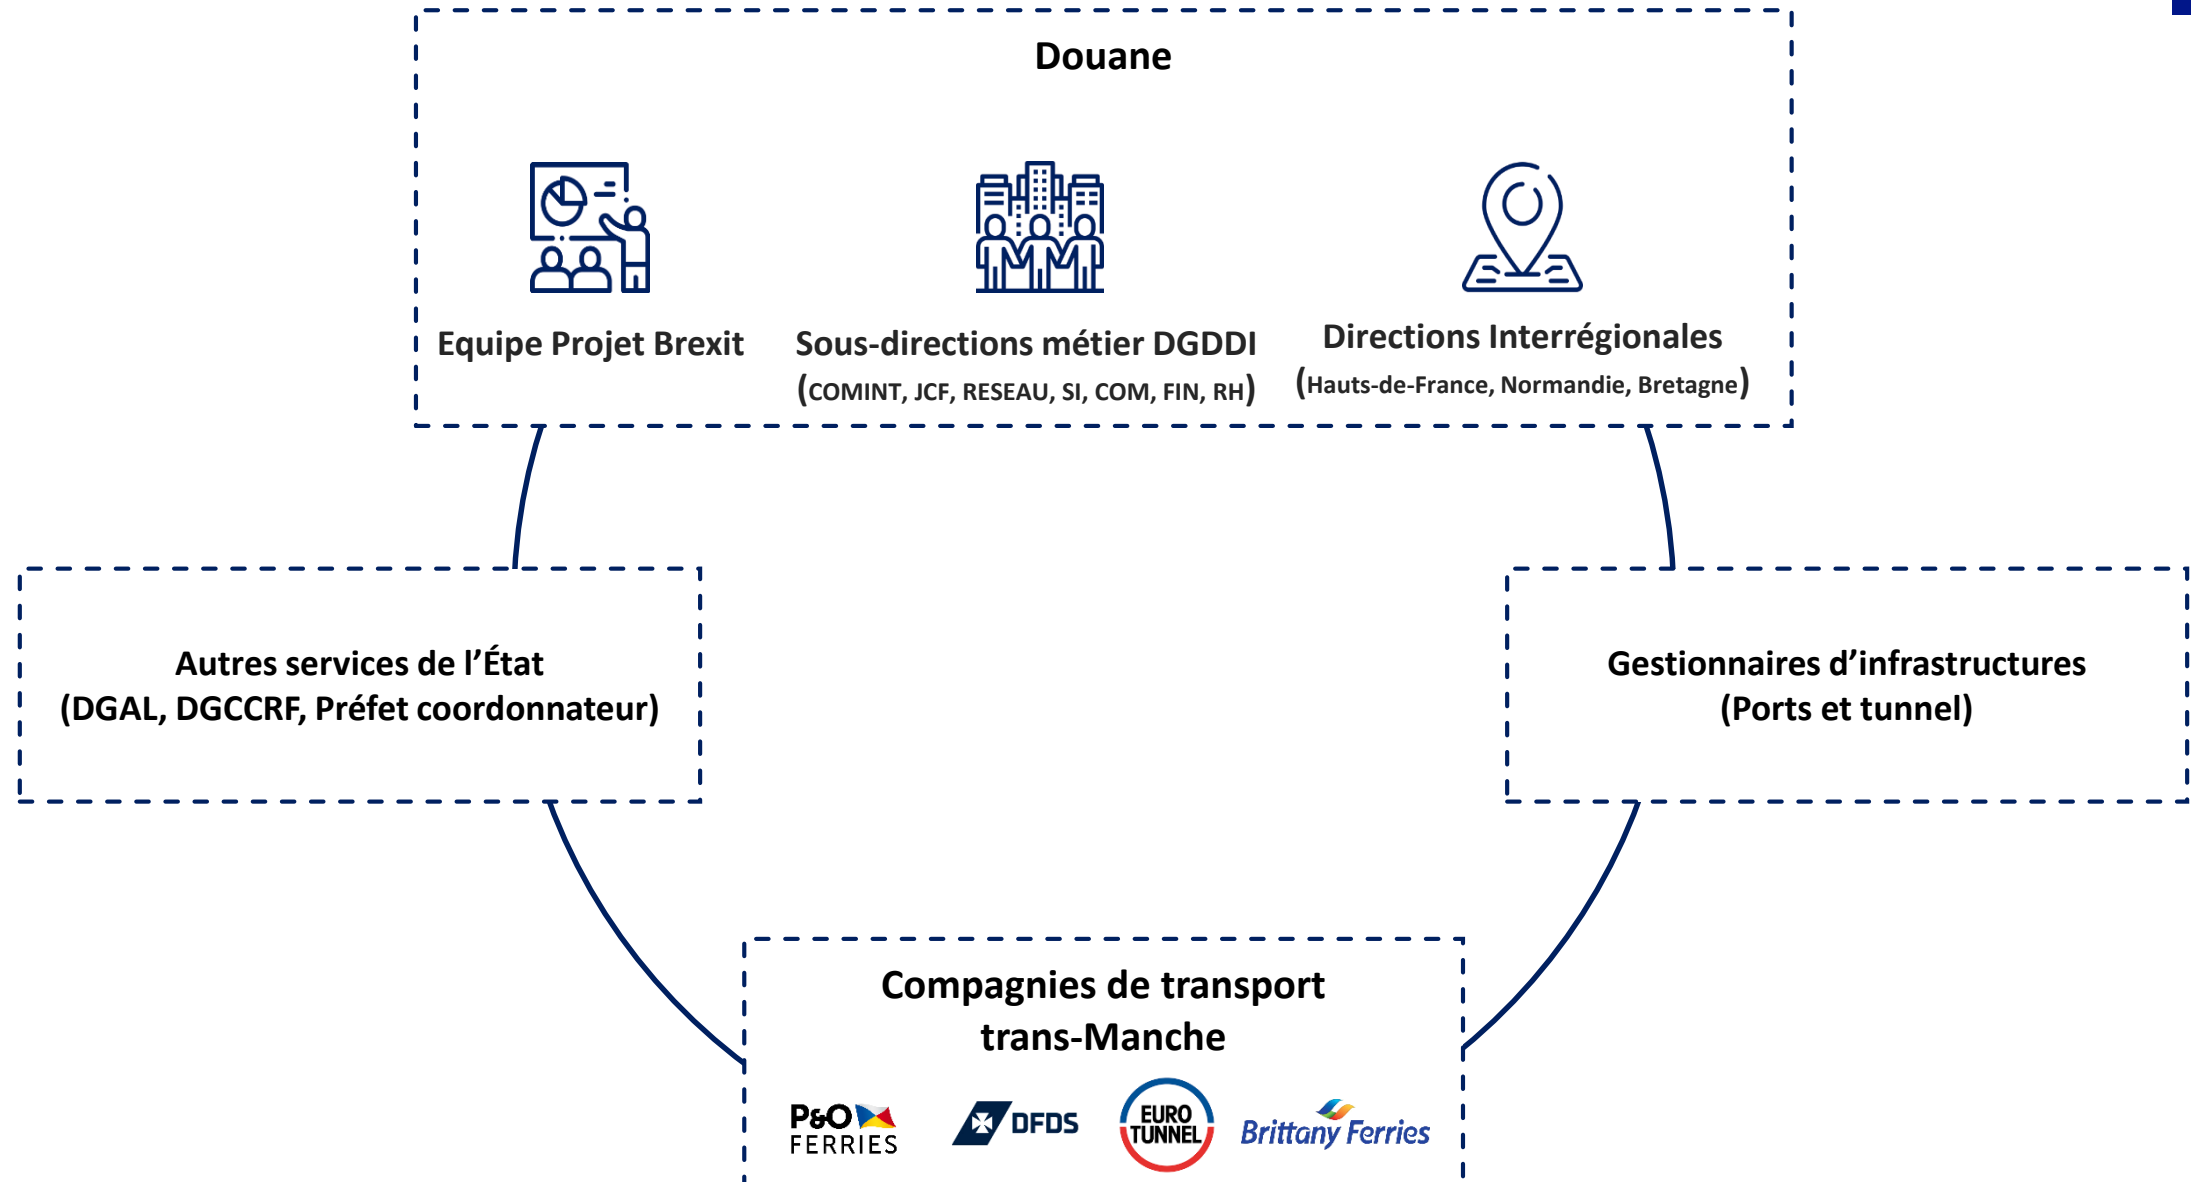 Douane
Equipe Projet Brexit
Sous-directions métier DGDDI
(COMINT, JCF, RESEAU, SI, COM, FIN, RH)
Directions Interrégionales
(Hauts-de-France, Normandie, Bretagne)
Autres services de l’État
(DGAL, DGCCRF, Préfet coordonnateur)
Gestionnaires d’infrastructures
(Ports et tunnel)
Compagnies de transport
trans-Manche
P&O
FERRIES
DFDS
EURO
TUNNEL
Brittany Ferries